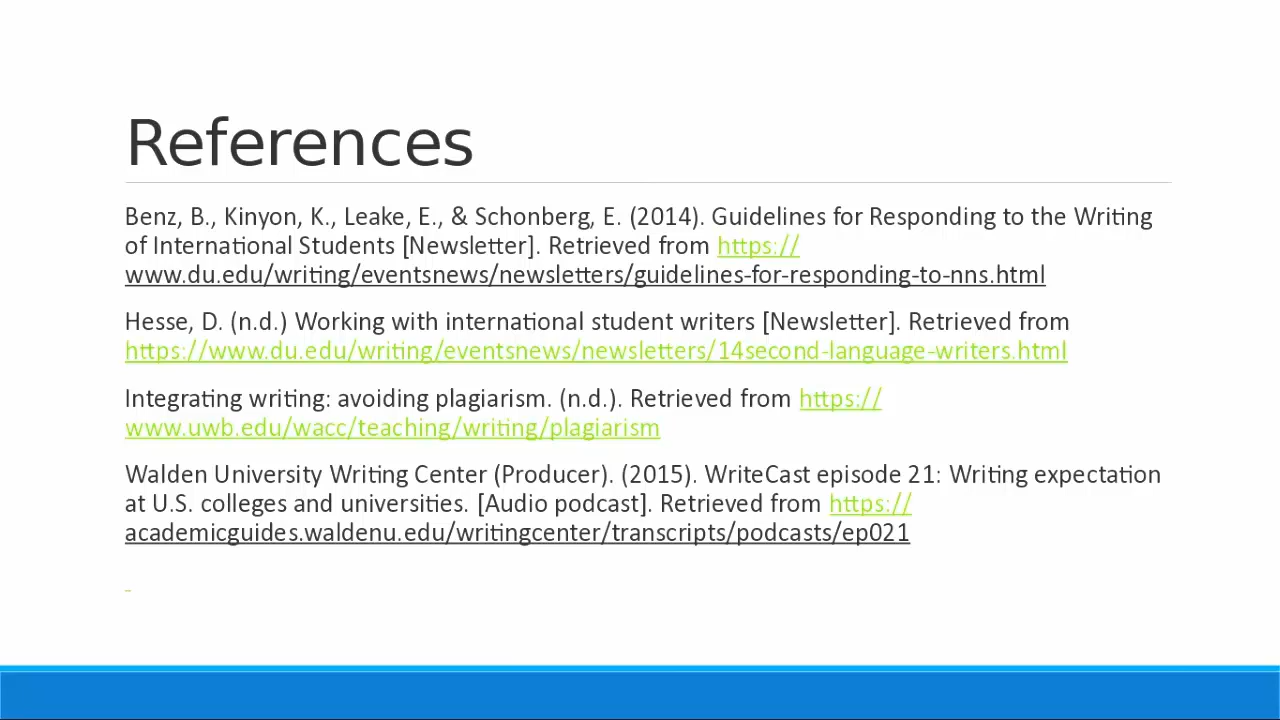 References
Benz, B., Kinyon, K., Leake, E., & Schonberg, E. (2014). Guidelines for Responding to the Writing
of International Students [Newsletter]. Retrieved from https://
www.du.edu/writing/eventsnews/newsletters/guidelines-for-responding-to-nns.html
Hesse, D. (n.d.) Working with international student writers [Newsletter]. Retrieved from
https://www.du.edu/writing/eventsnews/newsletters/14second-language-writers.html
Integrating writing: avoiding plagiarism. (n.d.). Retrieved from https://
www.uwb.edu/wacc/teaching/writing/plagiarism
Walden University Writing Center (Producer). (2015). WriteCast episode 21: Writing expectation
at U.S. colleges and universities. [Audio podcast]. Retrieved from https://
academicguides.waldenu.edu/writingcenter/transcripts/podcasts/ep021